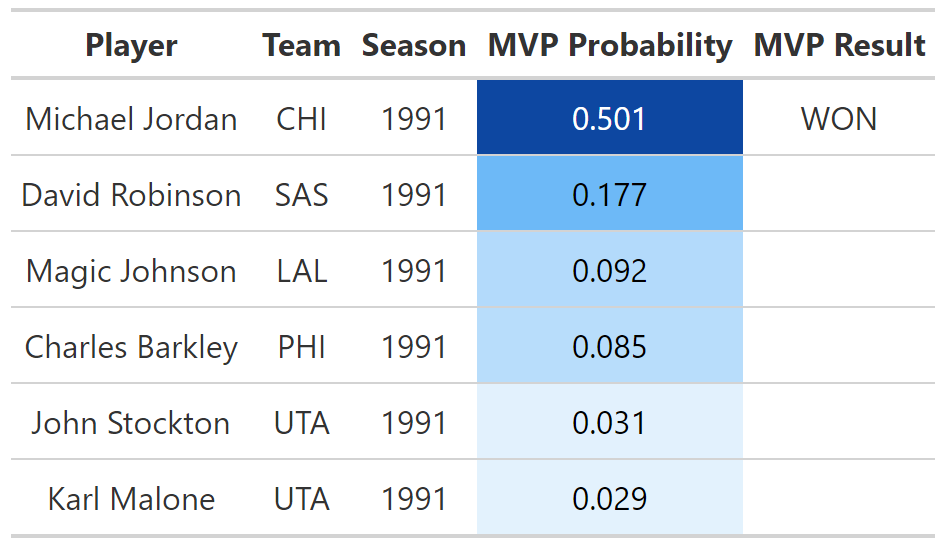 Player Team Season MVP Probability MVP Result
Michael Jordan CHI 1991 0.501 WON
David Robinson SAS 1991 0.177
Magic Johnson LAL 1991 0.092
Charles Barkley PHI 1991 0.085
John Stockton UTA 1991 0.031
Karl Malone UTA 1991 0.029